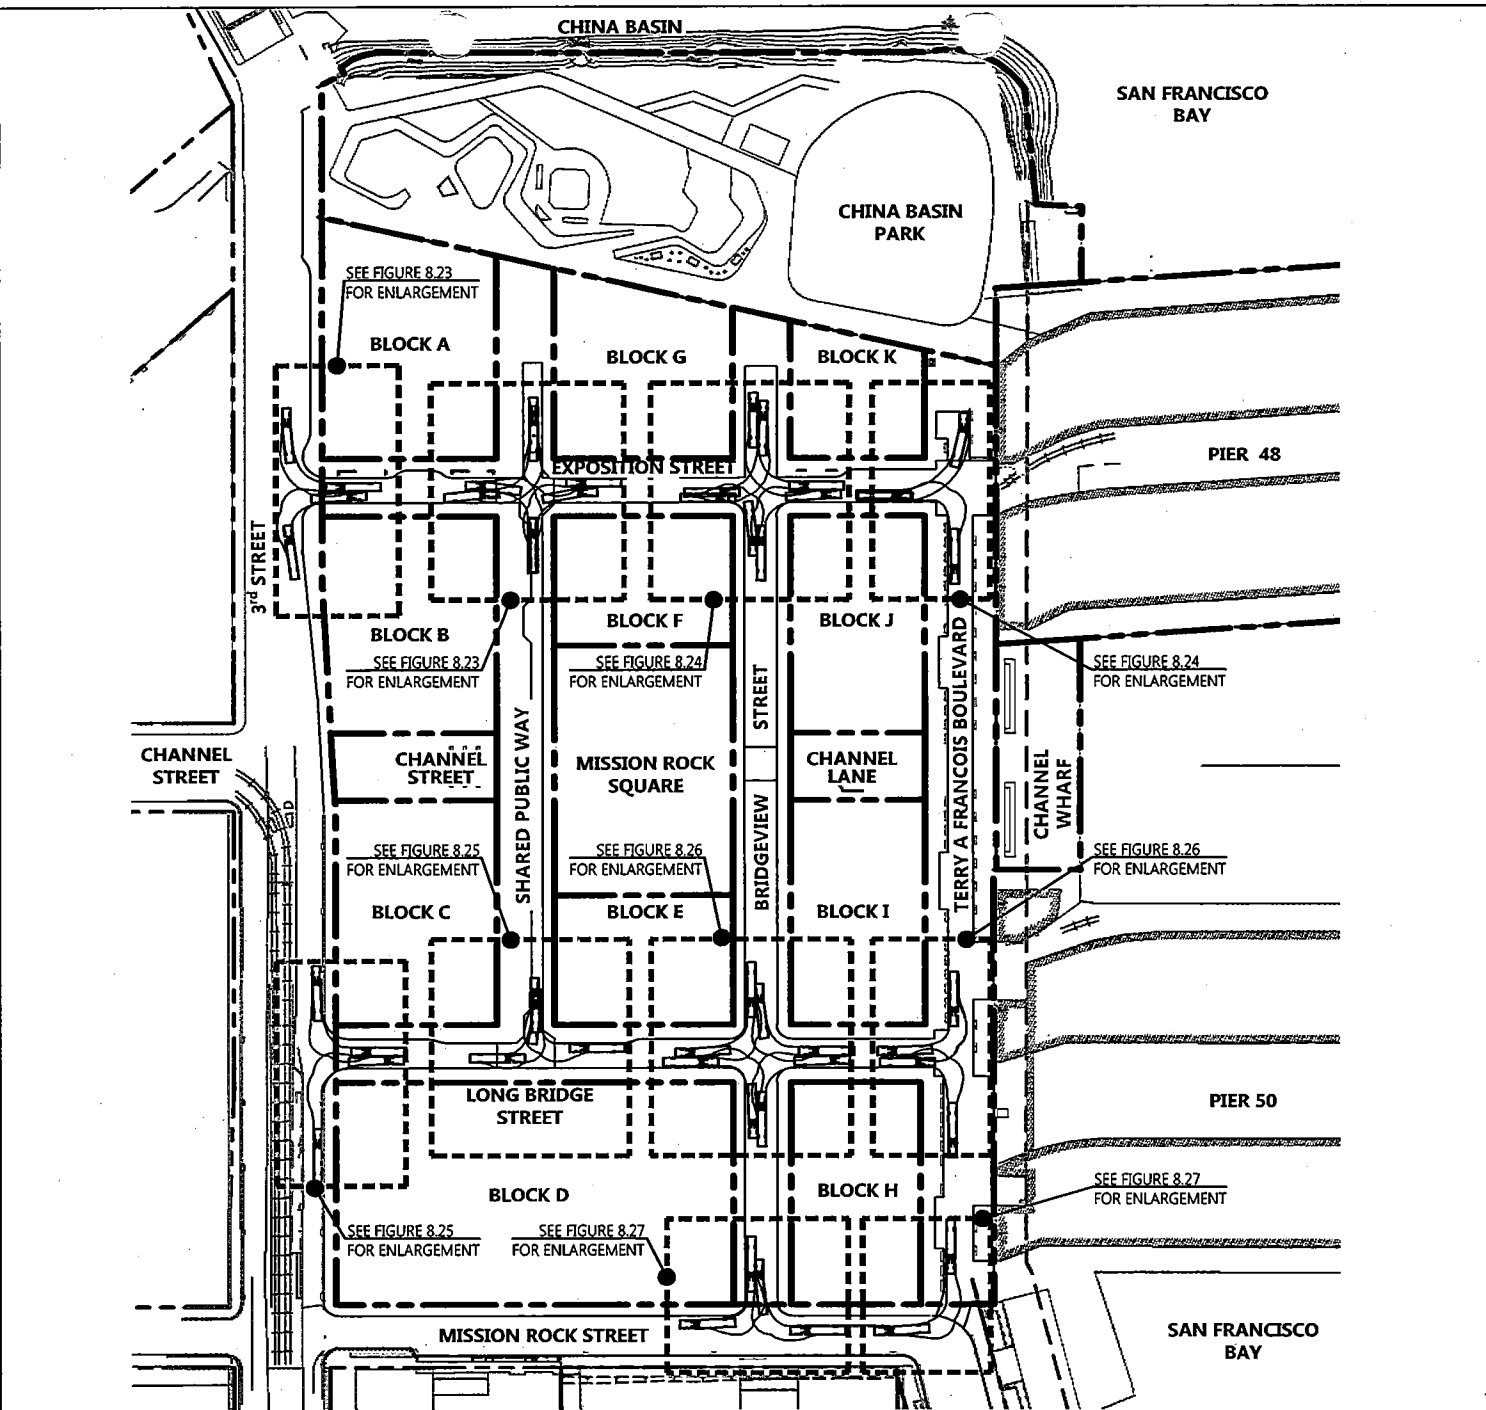 CHINA BASIN
SAN FRANCISCO
BAY
CHINA BASIN
PARK
SEE FIGURE 8.23
FOR ENLARGEMENT
BLOCK A
BLOCK G
BLOCK K
PIER 48
EXPOSITION STREET
3rd STREET
BLOCK B
BLOCK F
BLOCK J
SEE FIGURE 8.23
FOR ENLARGEMENT
SEE FIGURE 8.24
FOR ENLARGEMENT
SEE FIGURE 8.24
FOR ENLARGEMENT
CHANNEL
STREET
CHANNEL
STREET
SHARED PUBLIC WAY
MISSION ROCK
SQUARE
BRIDGEVIEW STREET
CHANNEL
LANE
TERRY A FRANCOIS BOULEVARD
CHANNEL
WHARF
SEE FIGURE 8.25
FOR ENLARGEMENT
SEE FIGURE 8.26
FOR ENLARGEMENT
SEE FIGURE 8.26
FOR ENLARGEMENT
BLOCK C
BLOCK E
BLOCK I
LONG BRIDGE
STREET
PIER 50
BLOCK D
BLOCK H
SEE FIGURE 8.27
FOR ENLARGEMENT
SEE FIGURE 8.25
FOR ENLARGEMENT
SEE FIGURE 8.27
FOR ENLARGEMENT
MISSION ROCK STREET
SAN FRANCISCO
BAY